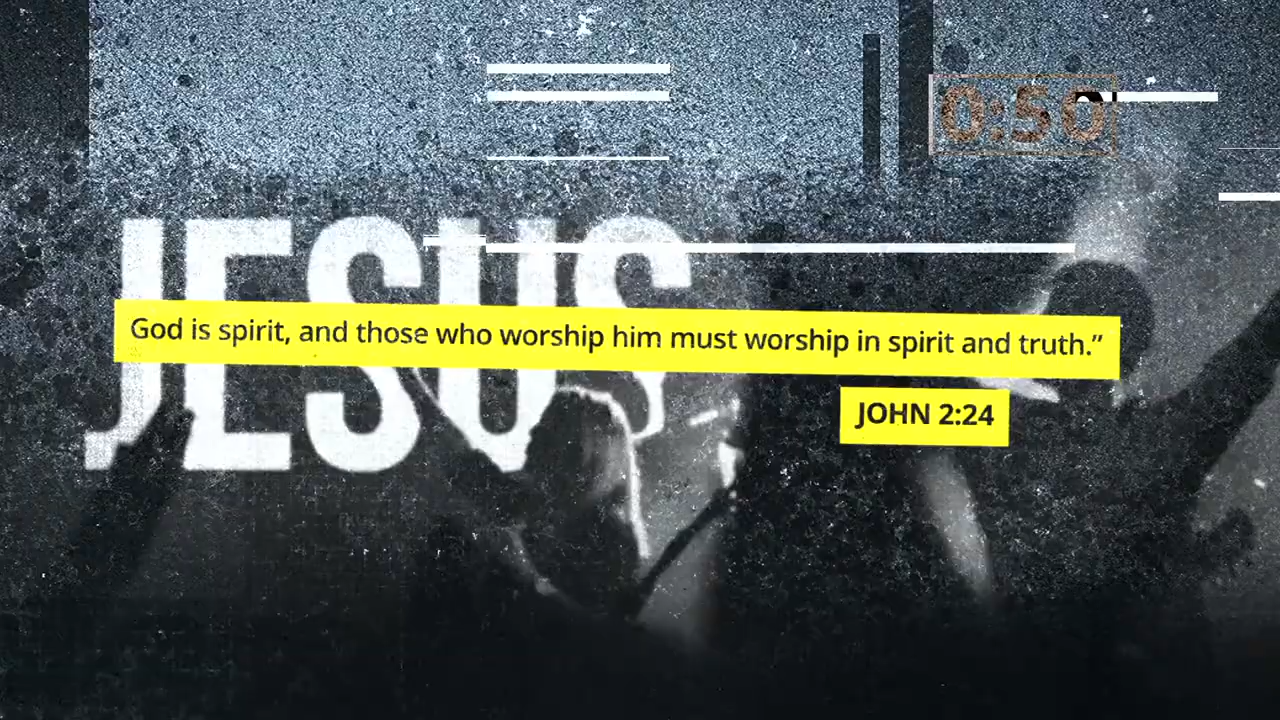 0:50
JESUS
God is spirit, and those who worship him must worship in spirit and truth.”
JOHN 2:24